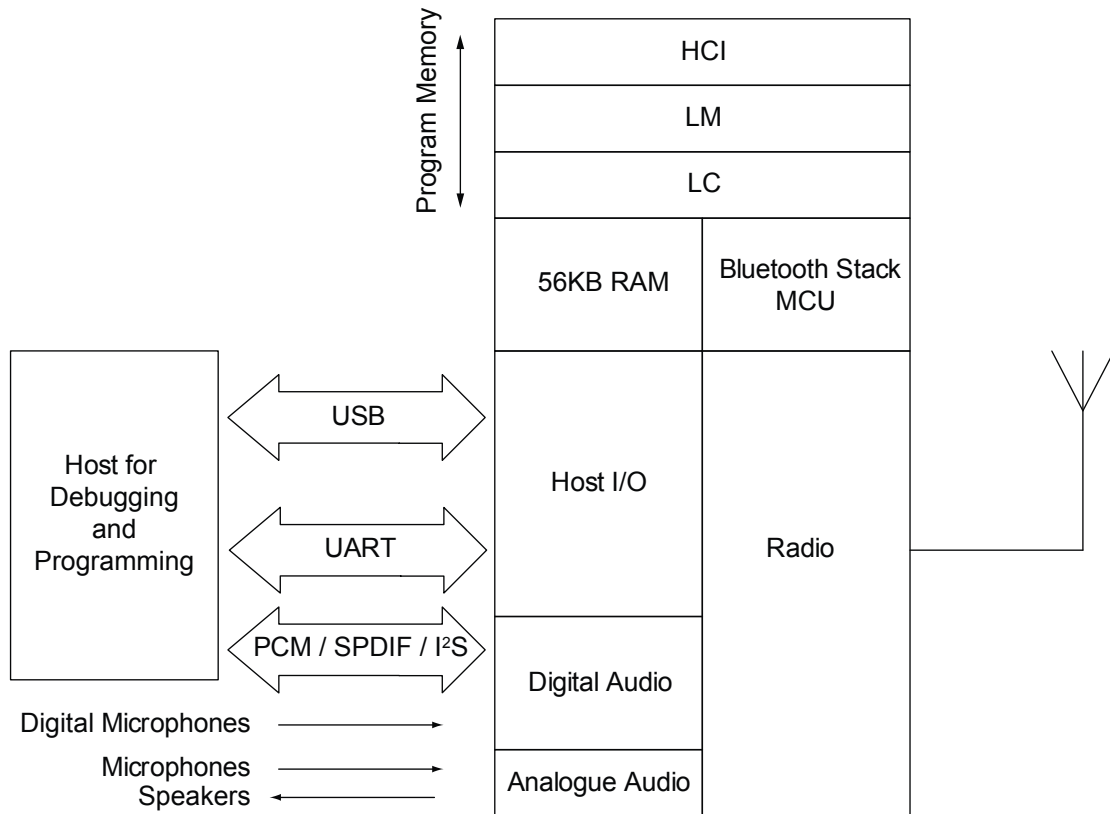 Program Memory
HCI
LM
LC
56KB RAM
Bluetooth Stack
MCU
Host for
Debugging
and
Programming
USB
UART
PCM / SPDIF / I²S
Host I/O
Radio
Digital Audio
Digital Microphones
Microphones
Speakers
Analogue Audio